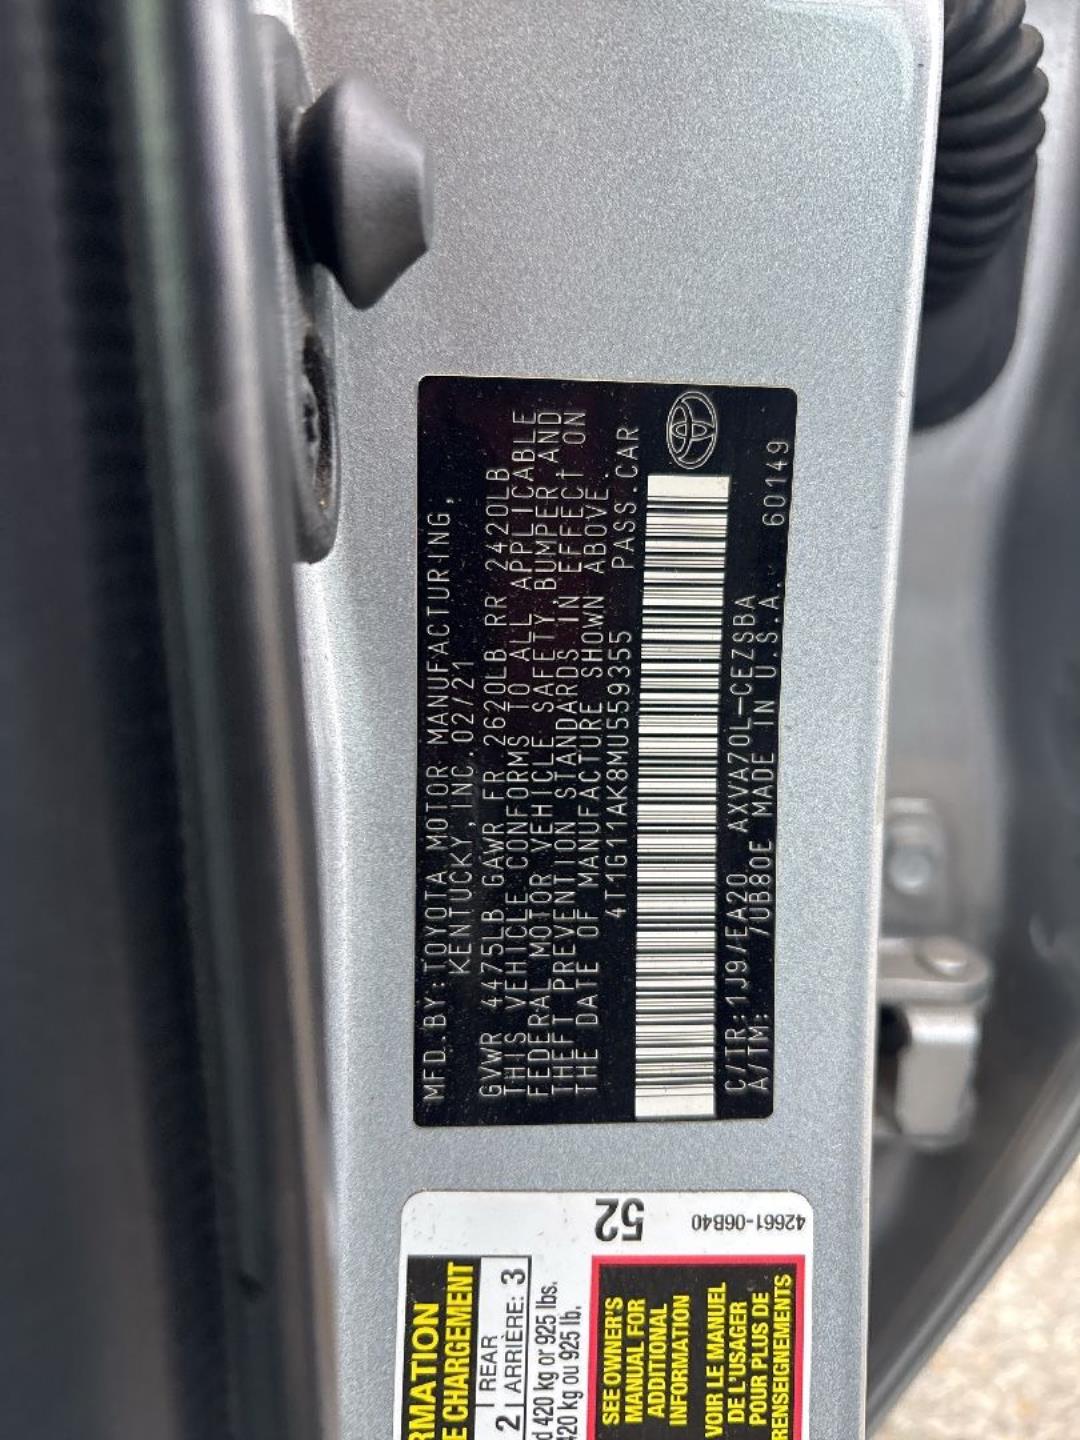 MFD.BY:TOYOTA MOTOR MANUFACTURING,
KENTUCKY,INC.02/21
GVWR 4475LB GAWR FR 2620LB RR 2420LB
THIS VEHICLE CONFORMS TO ALL APPLICABLE
FEDERAL MOTOR VEHICLE SAFETY, BUMPER AND
THEFT PREVENTION STANDARDS IN EFFECT ON
THE DATE OF MANUFACTURE SHOWN ABOVE.
4T1G11AK8MU559355 PASS.CAR
C/TR:1J9/EA20 AXVA70L-CEZSBA
A/TM: /UB80E MADE IN U.S.A. 60149
52
42661-06B40
RMATION
E CHARGEMENT
2 REAR
ARRIÈRE: 3
d 420 kg or 925 lbs.
420 kg ou 925 lb.
SEE OWNER'S
MANUAL FOR
ADDITIONAL
INFORMATION
VOIR LE MANUEL
DE L'USAGER
POUR PLUS DE
RENSEIGNEMENTS